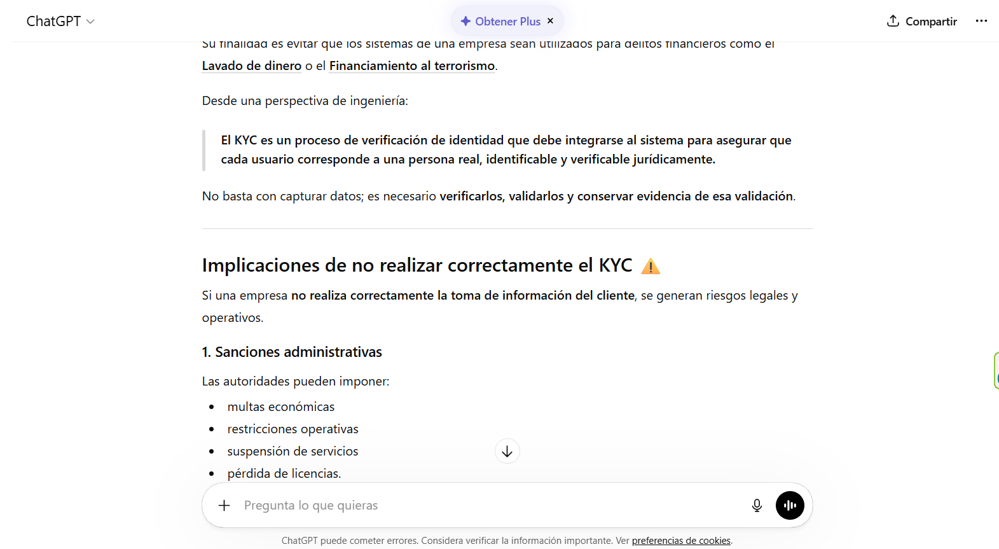 ChatGPT
Obtener Plus ×
Compartir
Su finalidad es evitar que los sistemas de una empresa sean utilizados para delitos financieros como el
Lavado de dinero o el Financiamiento al terrorismo.
Desde una perspectiva de ingeniería:
El KYC es un proceso de verificación de identidad que debe integrarse al sistema para asegurar que
cada usuario corresponde a una persona real, identificable y verificable jurídicamente.
No basta con capturar datos; es necesario verificarlos, validarlos y conservar evidencia de esa validación.
Implicaciones de no realizar correctamente el KYC ⚠️
Si una empresa no realiza correctamente la toma de información del cliente, se generan riesgos legales y
operativos.
1. Sanciones administrativas
Las autoridades pueden imponer:
• multas económicas
• restricciones operativas
• suspensión de servicios
• pérdida de licencias.
Pregunta lo que quieras
ChatGPT puede cometer errores. Considera verificar la información importante. Ver preferencias de cookies.